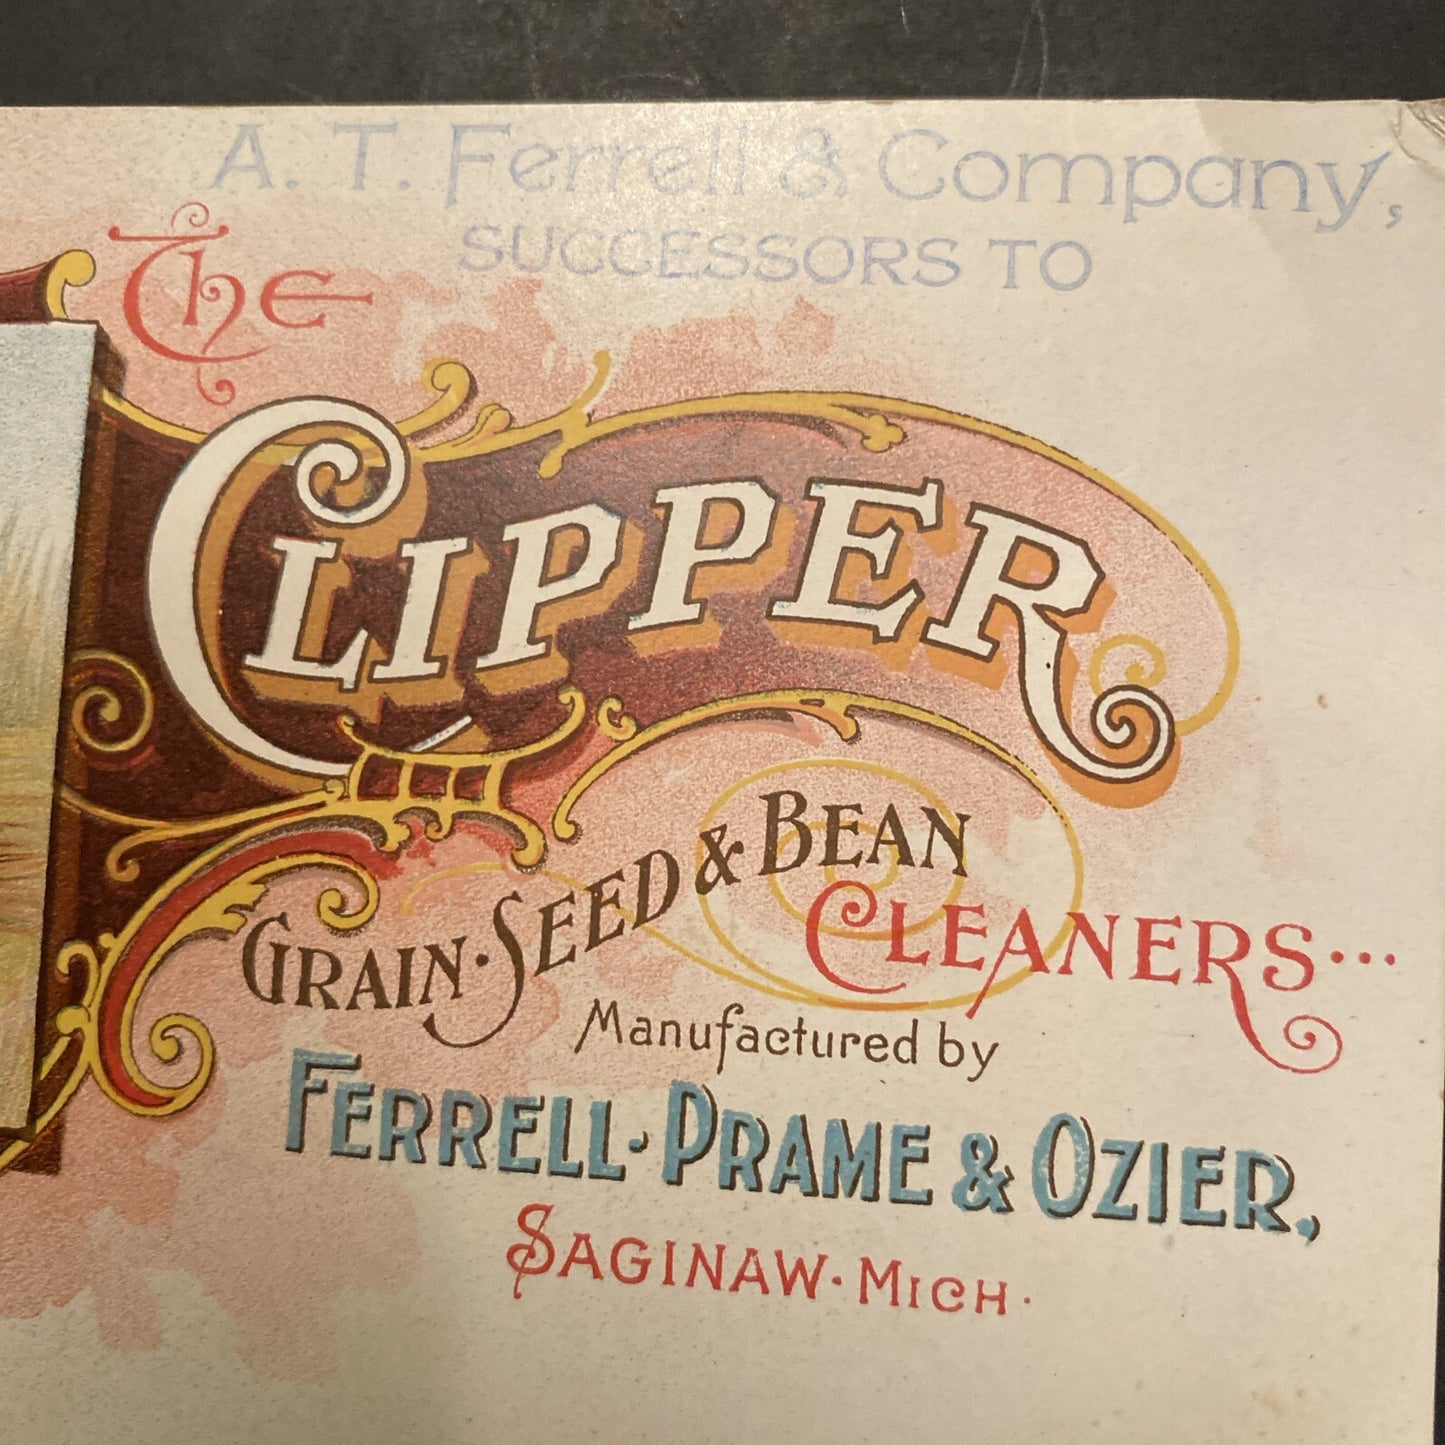 A. T. Ferrell & Company,
SUCCESSORS TO
The
CLIPPER
GRAIN·SEED & BEAN
CLEANERS...
Manufactured by
FERRELL·PRAME & OZIER,
SAGINAW·MICH·